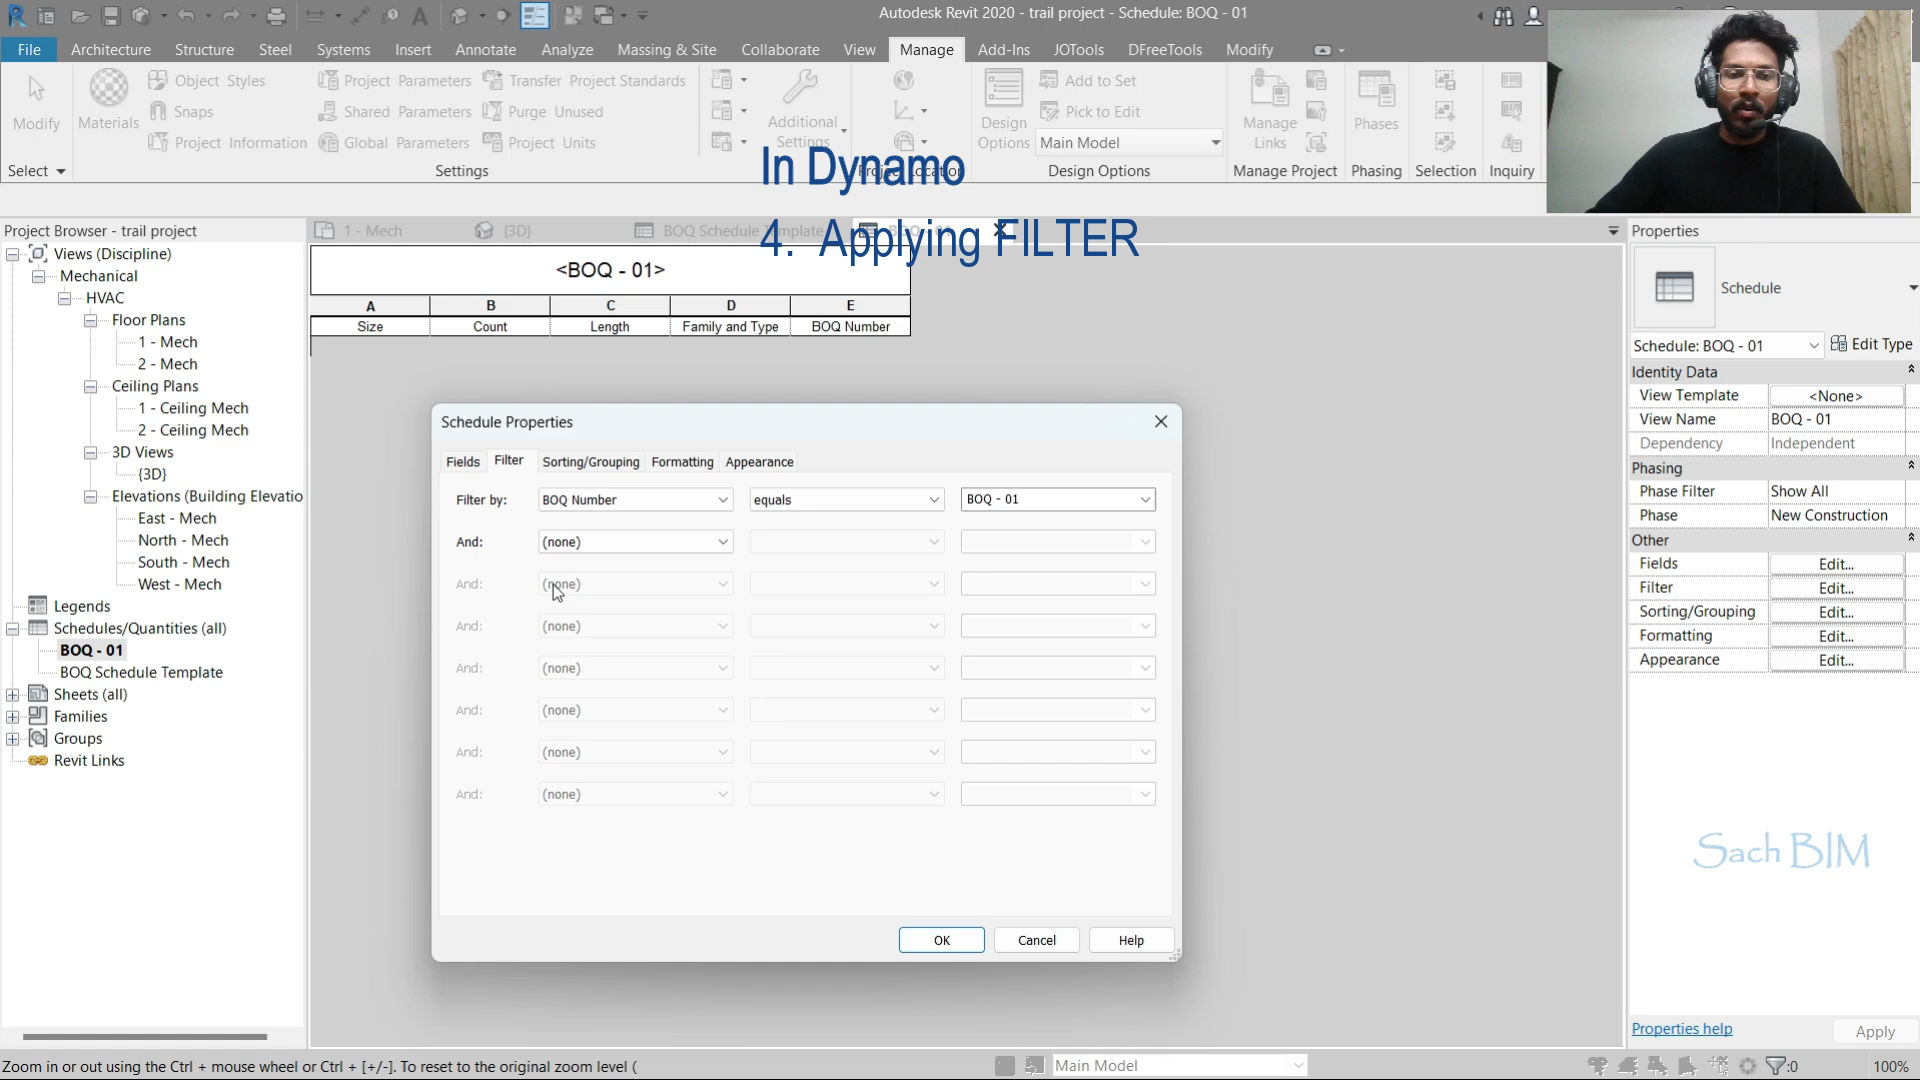 Autodesk Revit 2020 - trail project - Schedule: BOQ - 01
File Architecture Structure Steel Systems Insert Annotate Analyze Massing & Site Collaborate View Manage Add-Ins JOTools DFreeTools Modify
Modify
Select
Materials
Object Styles
Snaps
Project Information
Project Parameters
Shared Parameters
Global Parameters
Transfer Project Standards
Purge Unused
Project Units
Settings
Additional
Settings
Project Location
Design
Options
Add to Set
Pick to Edit
Main Model
Design Options
Manage
Links
Manage Project
Phases
Phasing
Selection
Inquiry
In Dynamo
4. Applying FILTER
Project Browser - trail project
Views (Discipline)
Mechanical
HVAC
Floor Plans
1 - Mech
2 - Mech
Ceiling Plans
1 - Ceiling Mech
2 - Ceiling Mech
3D Views
{3D}
Elevations (Building Elevatio
East - Mech
North - Mech
South - Mech
West - Mech
Legends
Schedules/Quantities (all)
BOQ - 01
BOQ Schedule Template
Sheets (all)
Families
Groups
Revit Links
1 - Mech {3D} BOQ Schedule Template
<BOQ - 01>
A B C D E
Size Count Length Family and Type BOQ Number
Schedule Properties
Fields Filter Sorting/Grouping Formatting Appearance
Filter by: BOQ Number equals BOQ - 01
And: (none)
And: (none)
And: (none)
And: (none)
And: (none)
And: (none)
And: (none)
OK Cancel Help
Properties
Schedule
Schedule: BOQ - 01 Edit Type
Identity Data
View Template <None>
View Name BOQ - 01
Dependency Independent
Phasing
Phase Filter Show All
Phase New Construction
Other
Fields Edit...
Filter Edit...
Sorting/Grouping Edit...
Formatting Edit...
Appearance Edit...
Sach BIM
Properties help Apply
Zoom in or out using the Ctrl + mouse wheel or Ctrl + [+/-]. To reset to the original zoom level (
Main Model
:0
100%